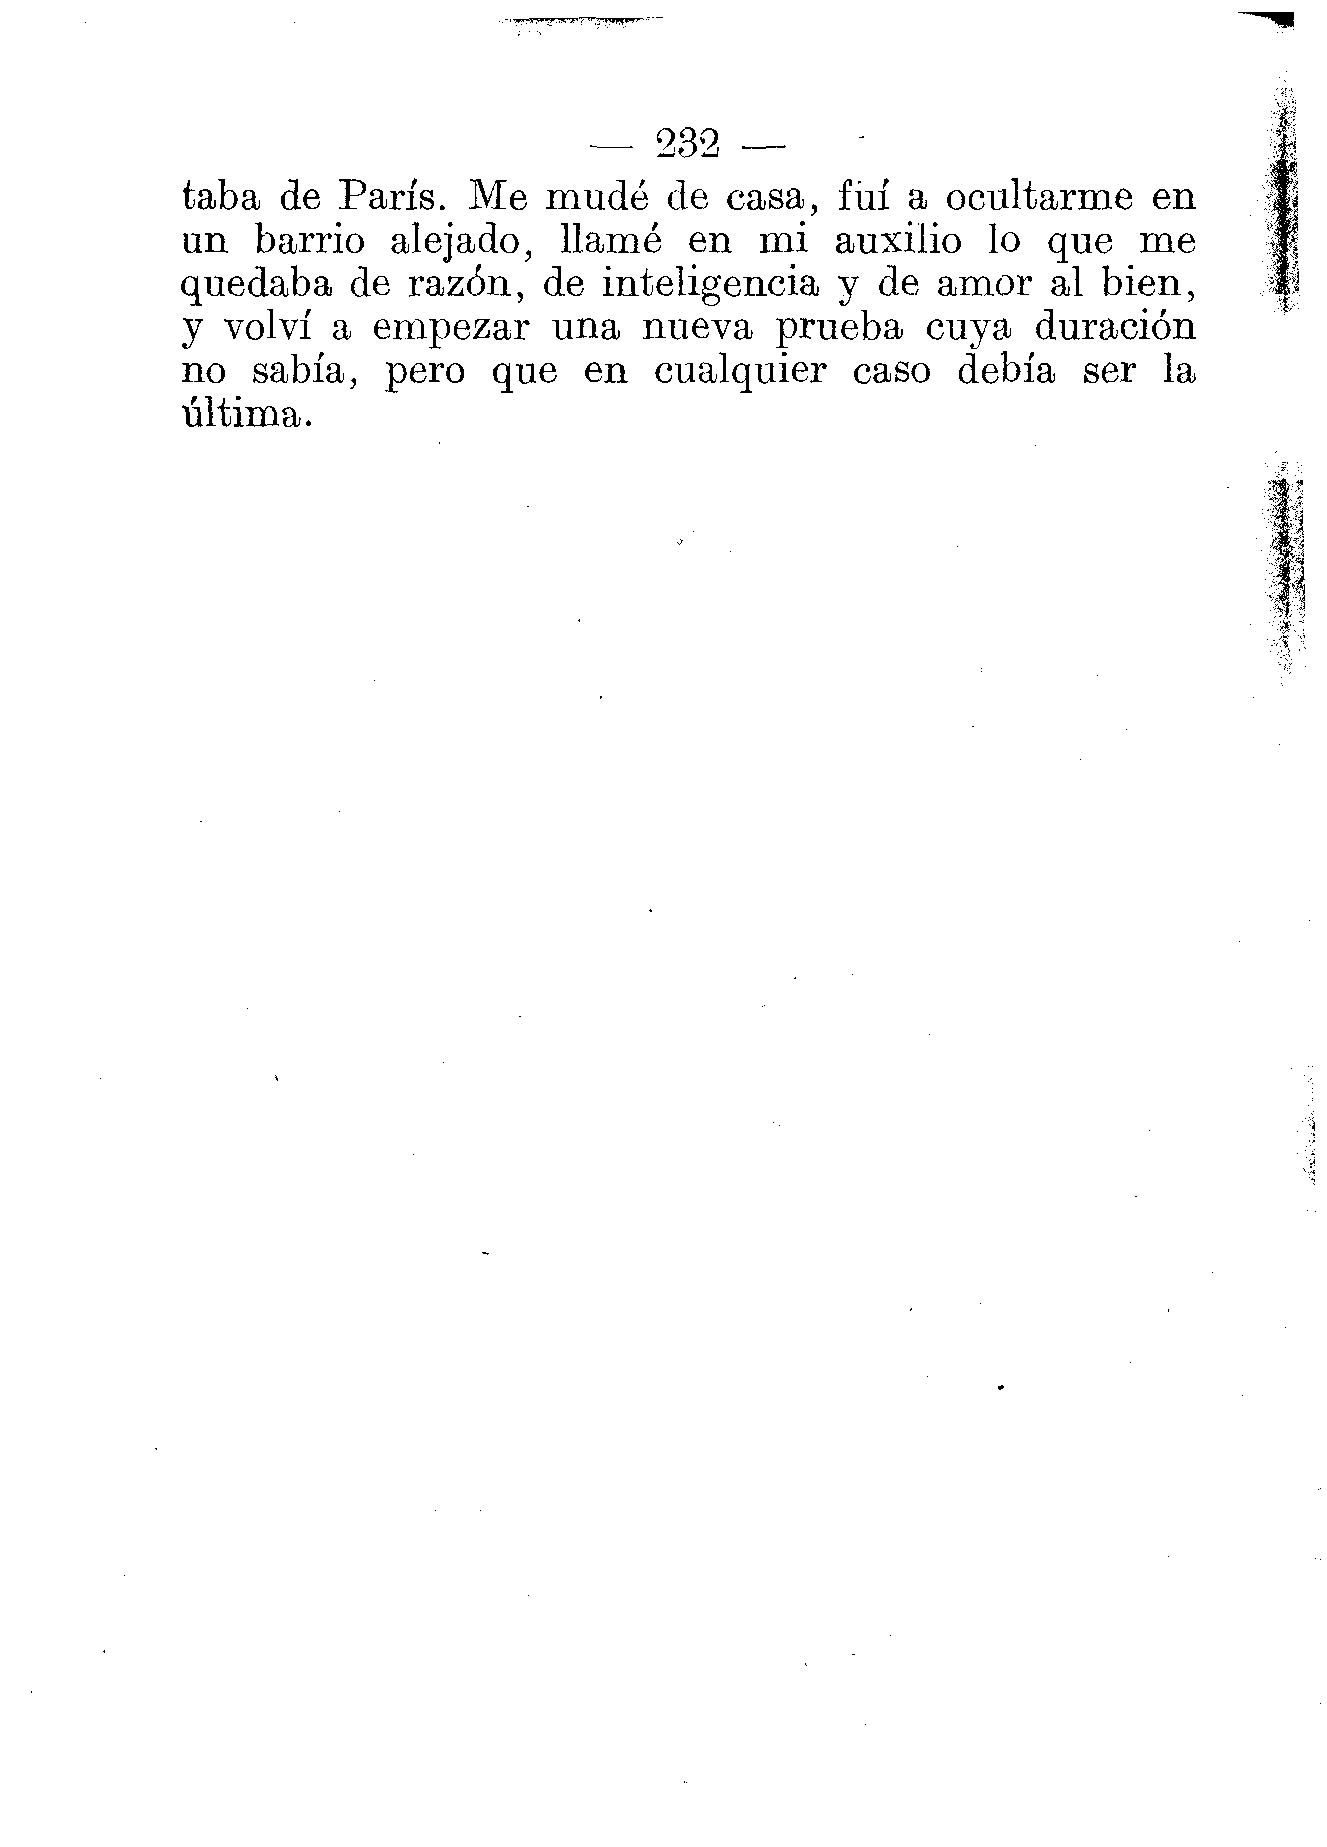 — 232 —
taba de París. Me mudé de casa, fuí a ocultarme en
un barrio alejado, llamé en mi auxilio lo que me
quedaba de razón, de inteligencia y de amor al bien,
y volví a empezar una nueva prueba cuya duración
no sabía, pero que en cualquier caso debía ser la
última.